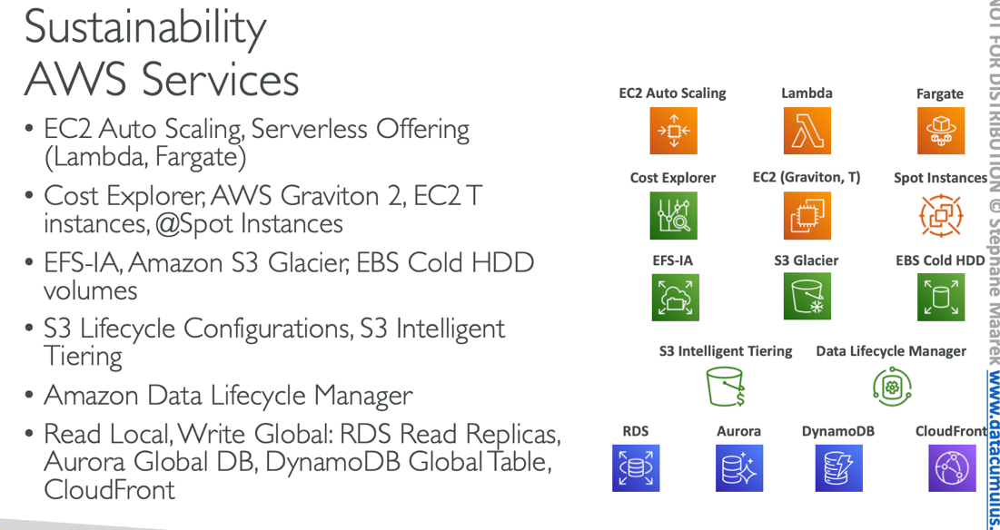 Sustainability
AWS Services
• EC2 Auto Scaling, Serverless Offering
(Lambda, Fargate)
• Cost Explorer, AWS Graviton 2, EC2 T
instances, @Spot Instances
• EFS-IA, Amazon S3 Glacier, EBS Cold HDD
volumes
• S3 Lifecycle Configurations, S3 Intelligent
Tiering
• Amazon Data Lifecycle Manager
• Read Local, Write Global: RDS Read Replicas,
Aurora Global DB, DynamoDB Global Table,
CloudFront
EC2 Auto Scaling Lambda Fargate
Cost Explorer EC2 (Graviton, T) Spot Instances
EFS-IA S3 Glacier EBS Cold HDD
S3 Intelligent Tiering Data Lifecycle Manager
RDS Aurora DynamoDB CloudFront
NOT FOR DISTRIBUTION © Stephane Maarek www.datacumulus.